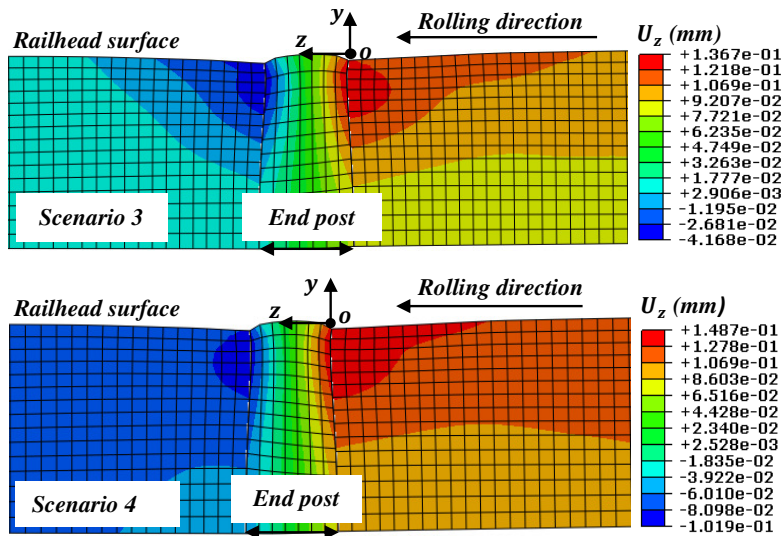 Railhead surface
y
z
o
Rolling direction
U_z (mm)
+1.367e-01
+1.218e-01
+1.069e-01
+9.207e-02
+7.721e-02
+6.235e-02
+4.749e-02
+3.263e-02
+1.777e-02
+2.906e-03
-1.195e-02
-2.681e-02
-4.168e-02
Scenario 3
End post
Railhead surface
y
z
o
Rolling direction
U_z (mm)
+1.487e-01
+1.278e-01
+1.069e-01
+8.603e-02
+6.516e-02
+4.428e-02
+2.340e-02
+2.528e-03
-1.835e-02
-3.922e-02
-6.010e-02
-8.098e-02
-1.019e-01
Scenario 4
End post